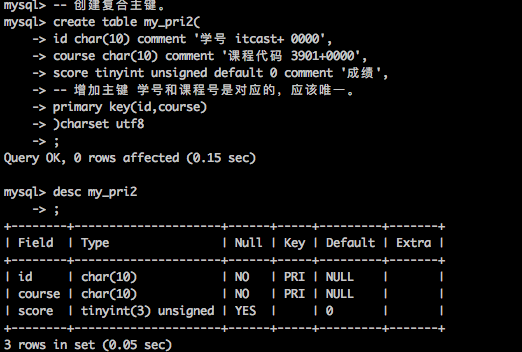 mysql> -- 创建复合主键。
mysql> create table my_pri2(
    -> id char(10) comment '学号 itcast+ 0000',
    -> course char(10) comment '课程代码 3901+0000',
    -> score tinyint unsigned default 0 comment '成绩',
    -> -- 增加主键 学号和课程号是对应的，应该唯一。
    -> primary key(id,course)
    -> )charset utf8
    -> ;
Query OK, 0 rows affected (0.15 sec)
mysql> desc my_pri2
    -> ;
+--------+---------------------+------+-----+---------+-------+
| Field  | Type                | Null | Key | Default | Extra |
+--------+---------------------+------+-----+---------+-------+
| id     | char(10)            | NO   | PRI | NULL    |       |
| course | char(10)            | NO   | PRI | NULL    |       |
| score  | tinyint(3) unsigned | YES  |     | 0       |       |
+--------+---------------------+------+-----+---------+-------+
3 rows in set (0.05 sec)